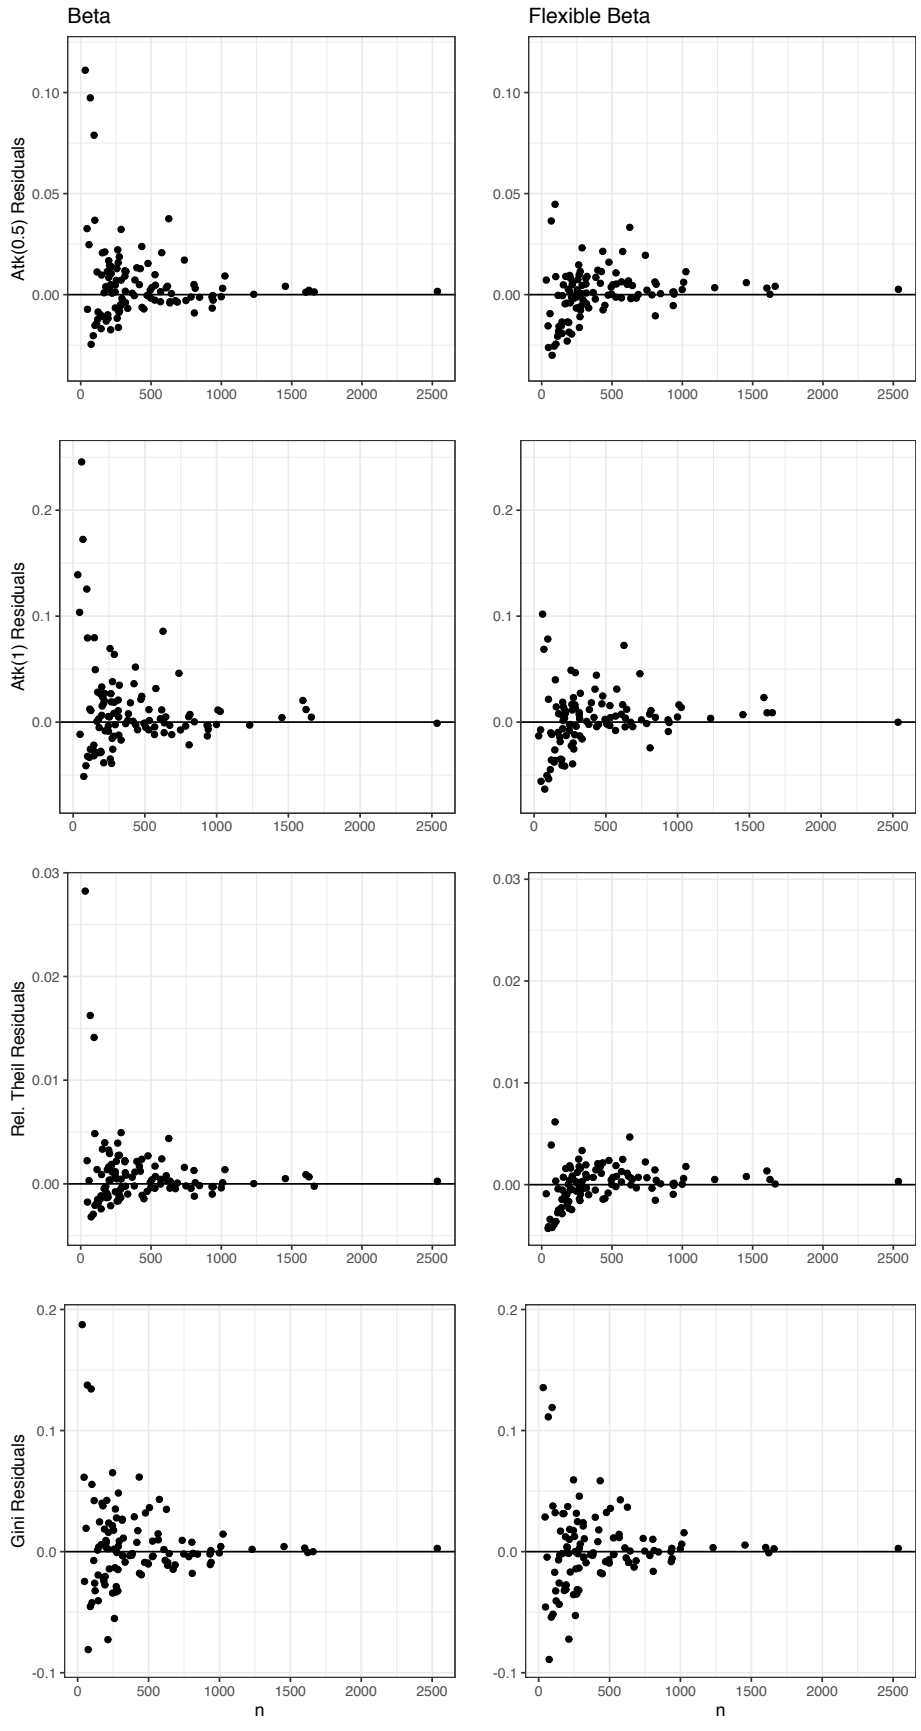 Beta Flexible Beta
Atk(0.5) Residuals
0.10 0.10
0.05 0.05
0.00 0.00
0 500 1000 1500 2000 2500 0 500 1000 1500 2000 2500
Atk(1) Residuals
0.2 0.2
0.1 0.1
0.0 0.0
0 500 1000 1500 2000 2500 0 500 1000 1500 2000 2500
Rel. Theil Residuals
0.03 0.03
0.02 0.02
0.01 0.01
0.00 0.00
0 500 1000 1500 2000 2500 0 500 1000 1500 2000 2500
Gini Residuals
0.2 0.2
0.1 0.1
0.0 0.0
-0.1 -0.1
0 500 1000 1500 2000 2500 0 500 1000 1500 2000 2500
n n